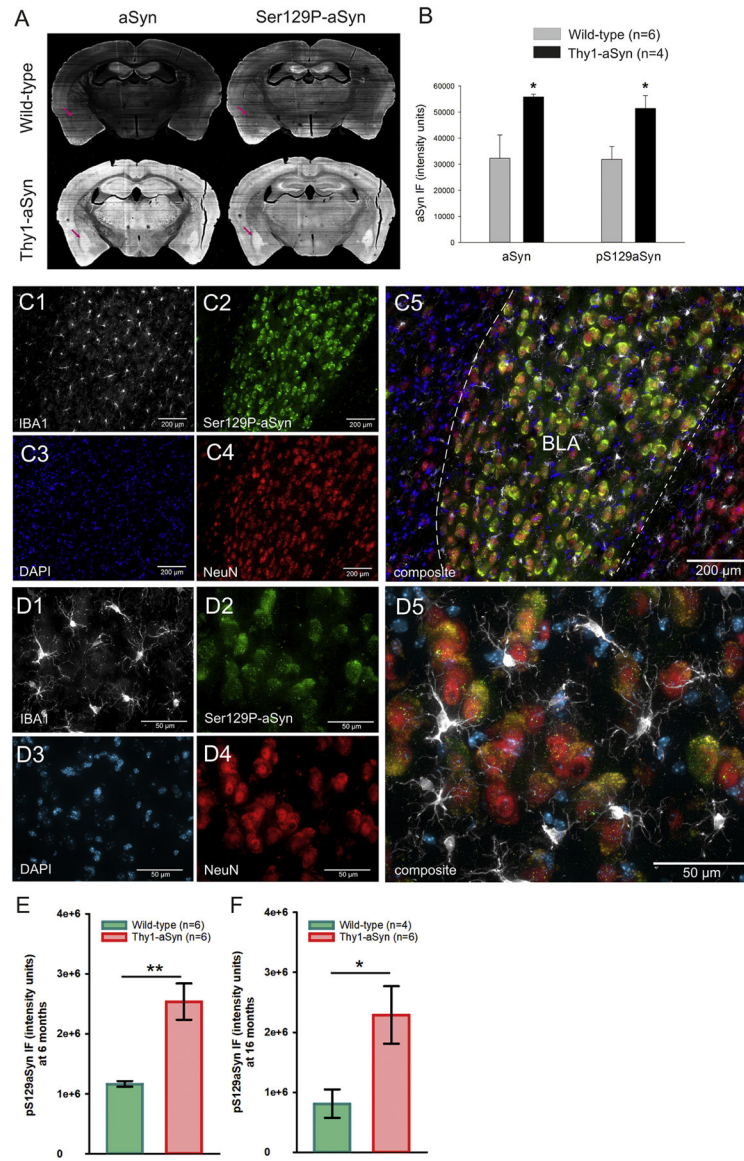 A
aSyn
Ser129P-aSyn
Wild-type
Thy1-aSyn
B
Wild-type (n=6)
Thy1-aSyn (n=4)
aSyn IF (intensity units)
60000
50000
40000
30000
20000
10000
0
*
*
aSyn
pS129aSyn
C1
IBA1
200 µm
C2
Ser129P-aSyn
200 µm
C3
DAPI
200 µm
C4
NeuN
200 µm
C5
BLA
composite
200 µm
D1
IBA1
50 µm
D2
Ser129P-aSyn
50 µm
D3
DAPI
50 µm
D4
NeuN
50 µm
D5
composite
50 µm
E
Wild-type (n=6)
Thy1-aSyn (n=6)
pS129aSyn IF (intensity units)
at 6 months
4e+6
3e+6
2e+6
1e+6
0
**
F
Wild-type (n=4)
Thy1-aSyn (n=6)
pS129aSyn IF (intensity units)
at 16 months
4e+6
3e+6
2e+6
1e+6
0
*